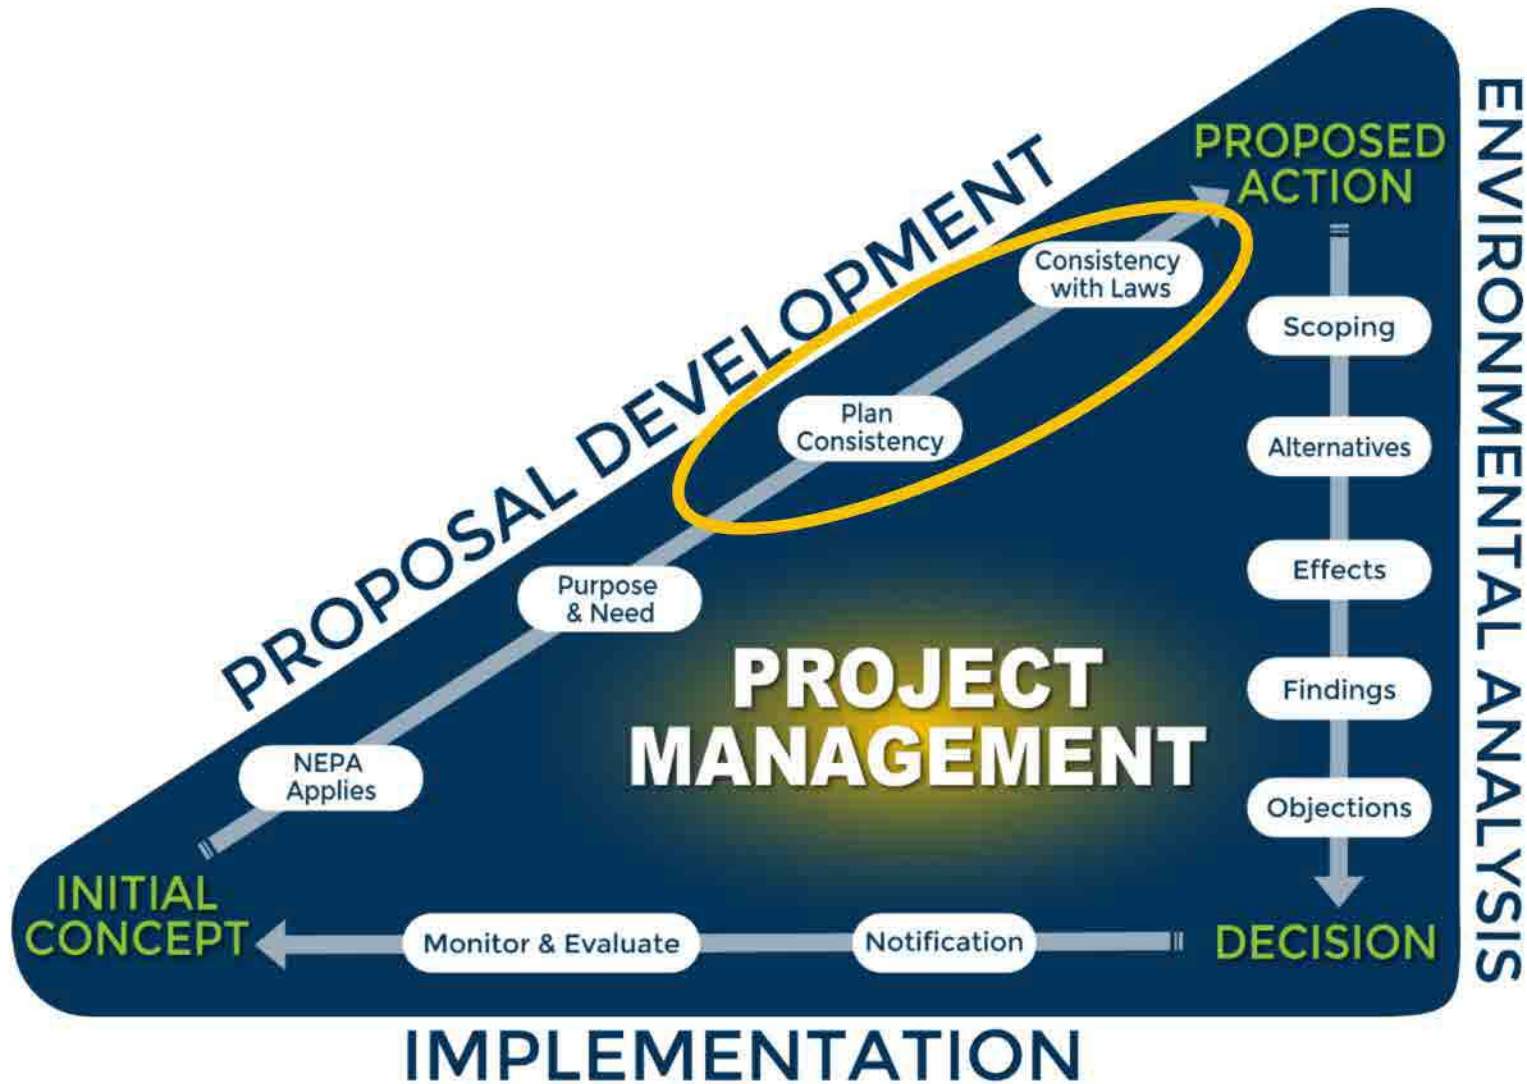 PROPOSAL DEVELOPMENT
ENVIRONMENTAL ANALYSIS
IMPLEMENTATION
INITIAL
CONCEPT
NEPA
Applies
Purpose
& Need
Plan
Consistency
Consistency
with Laws
PROPOSED
ACTION
Scoping
Alternatives
Effects
Findings
Objections
DECISION
Notification
Monitor & Evaluate
PROJECT
MANAGEMENT